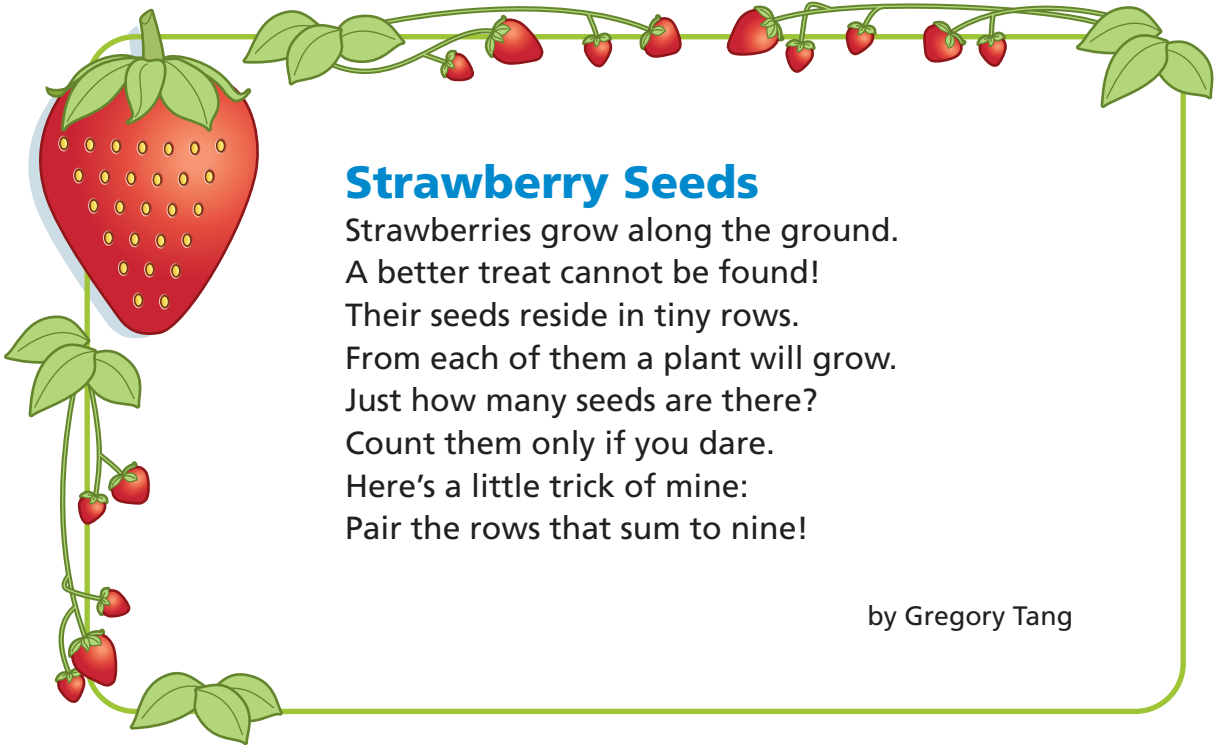 Strawberry Seeds
Strawberries grow along the ground.
A better treat cannot be found!
Their seeds reside in tiny rows.
From each of them a plant will grow.
Just how many seeds are there?
Count them only if you dare.
Here’s a little trick of mine:
Pair the rows that sum to nine!
by Gregory Tang